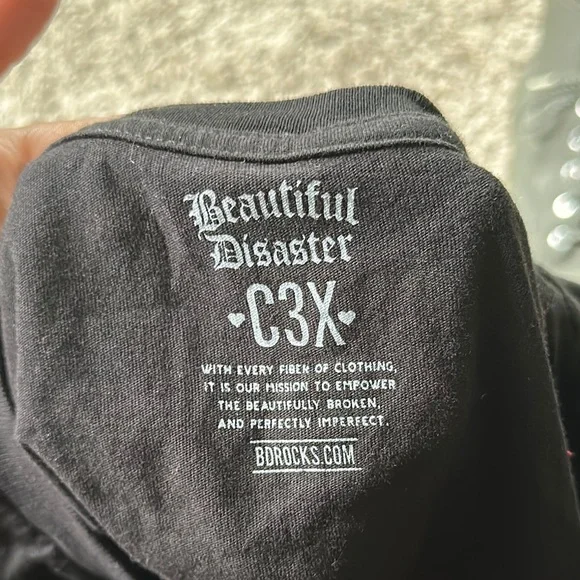 Beautiful
Disaster
C3X
WITH EVERY FIBER OF CLOTHING,
IT IS OUR MISSION TO EMPOWER
THE BEAUTIFULLY BROKEN,
AND PERFECTLY IMPERFECT.
BDROCKS.COM